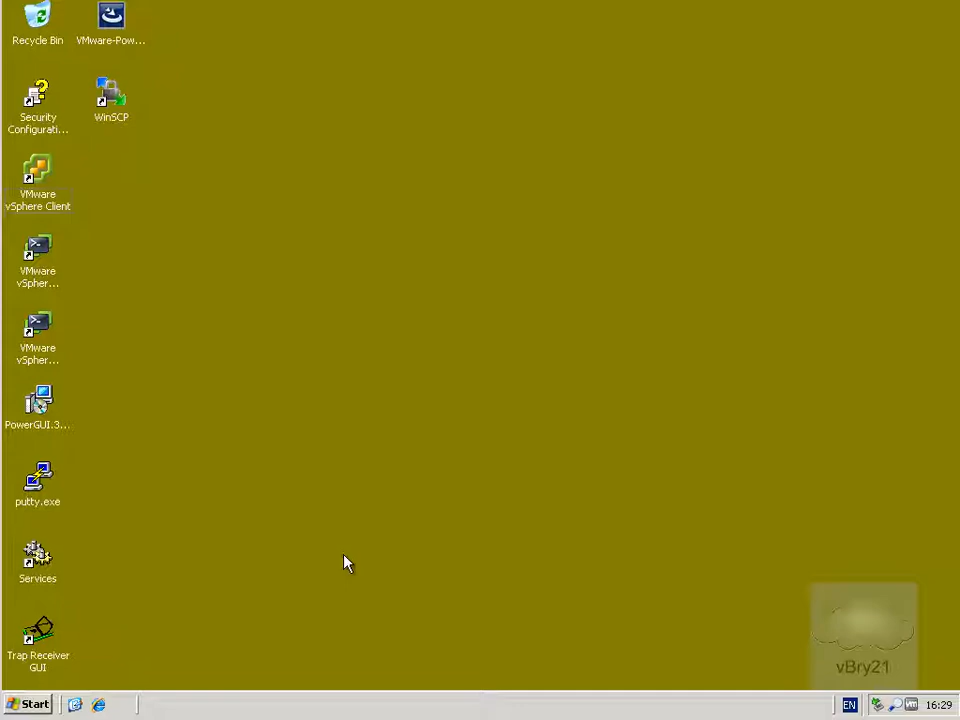 Recycle Bin
VMware-Pow...
Security
Configurati...
WinSCP
VMware
vSphere Client
VMware
vSpher...
VMware
vSpher...
PowerGUI.3...
putty.exe
Services
Trap Receiver
GUI
vBry21
Start
EN
vm
16:29